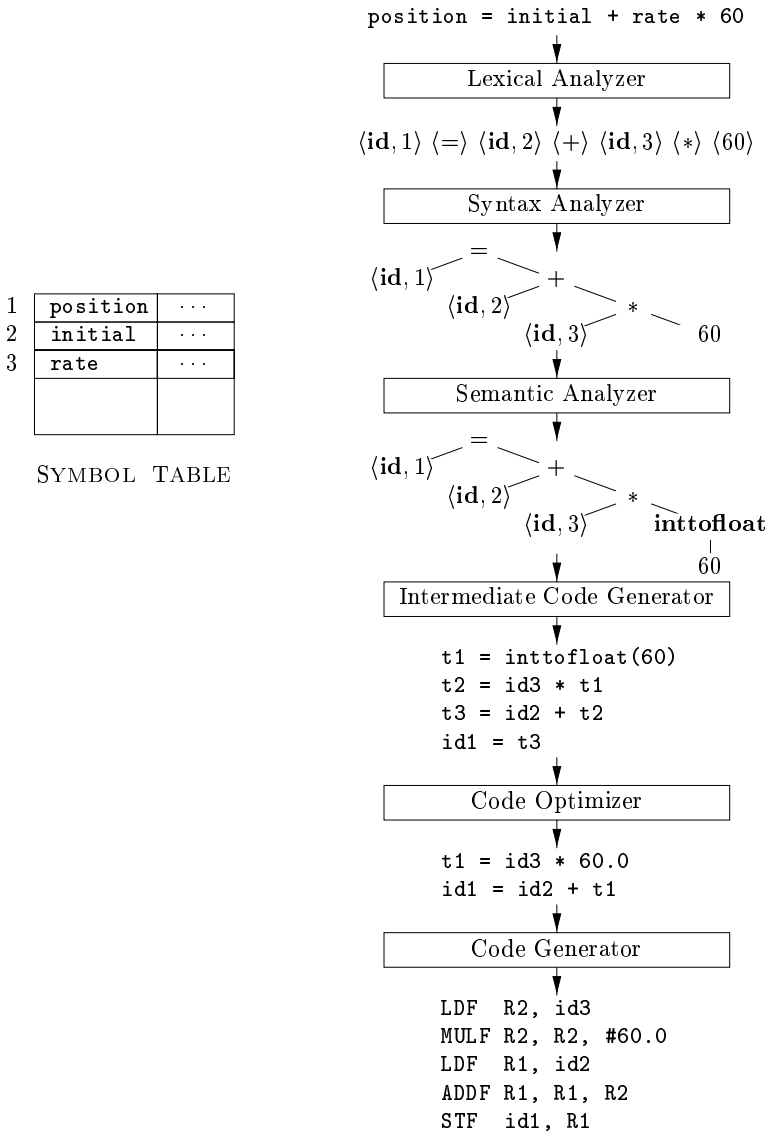 position = initial + rate * 60
Lexical Analyzer
⟨id, 1⟩ ⟨=⟩ ⟨id, 2⟩ ⟨+⟩ ⟨id, 3⟩ ⟨*⟩ ⟨60⟩
Syntax Analyzer
=
⟨id, 1⟩ +
⟨id, 2⟩ *
⟨id, 3⟩ 60
1 position ...
2 initial ...
3 rate ...
SYMBOL TABLE
Semantic Analyzer
=
⟨id, 1⟩ +
⟨id, 2⟩ *
⟨id, 3⟩ inttofloat
60
Intermediate Code Generator
t1 = inttofloat(60)
t2 = id3 * t1
t3 = id2 + t2
id1 = t3
Code Optimizer
t1 = id3 * 60.0
id1 = id2 + t1
Code Generator
LDF R2, id3
MULF R2, R2, #60.0
LDF R1, id2
ADDF R1, R1, R2
STF id1, R1